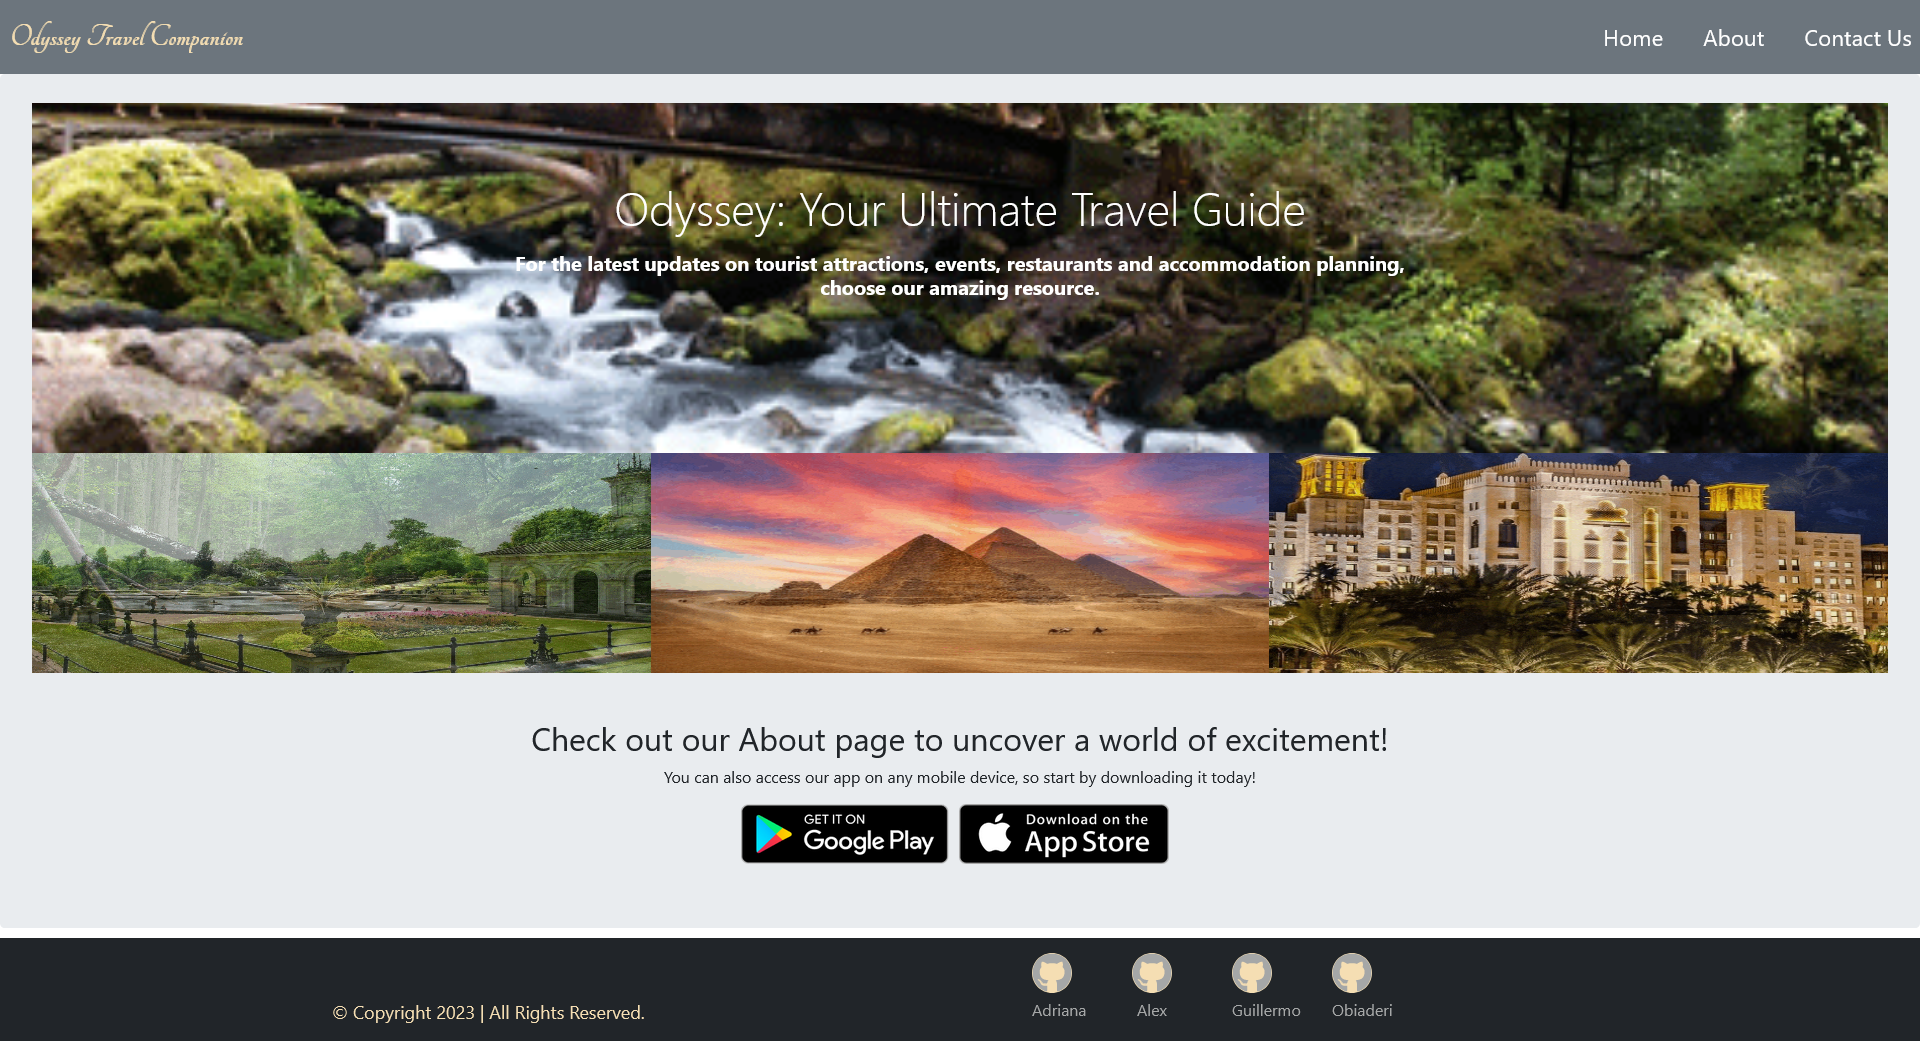 Odyssey Travel Companion
Home
About
Contact Us
Odyssey: Your Ultimate Travel Guide
For the latest updates on tourist attractions, events, restaurants and accommodation planning,
choose our amazing resource.
Check out our About page to uncover a world of excitement!
You can also access our app on any mobile device, so start by downloading it today!
GET IT ON
Google Play
Download on the
App Store
© Copyright 2023 | All Rights Reserved.
Adriana
Alex
Guillermo
Obiaderi